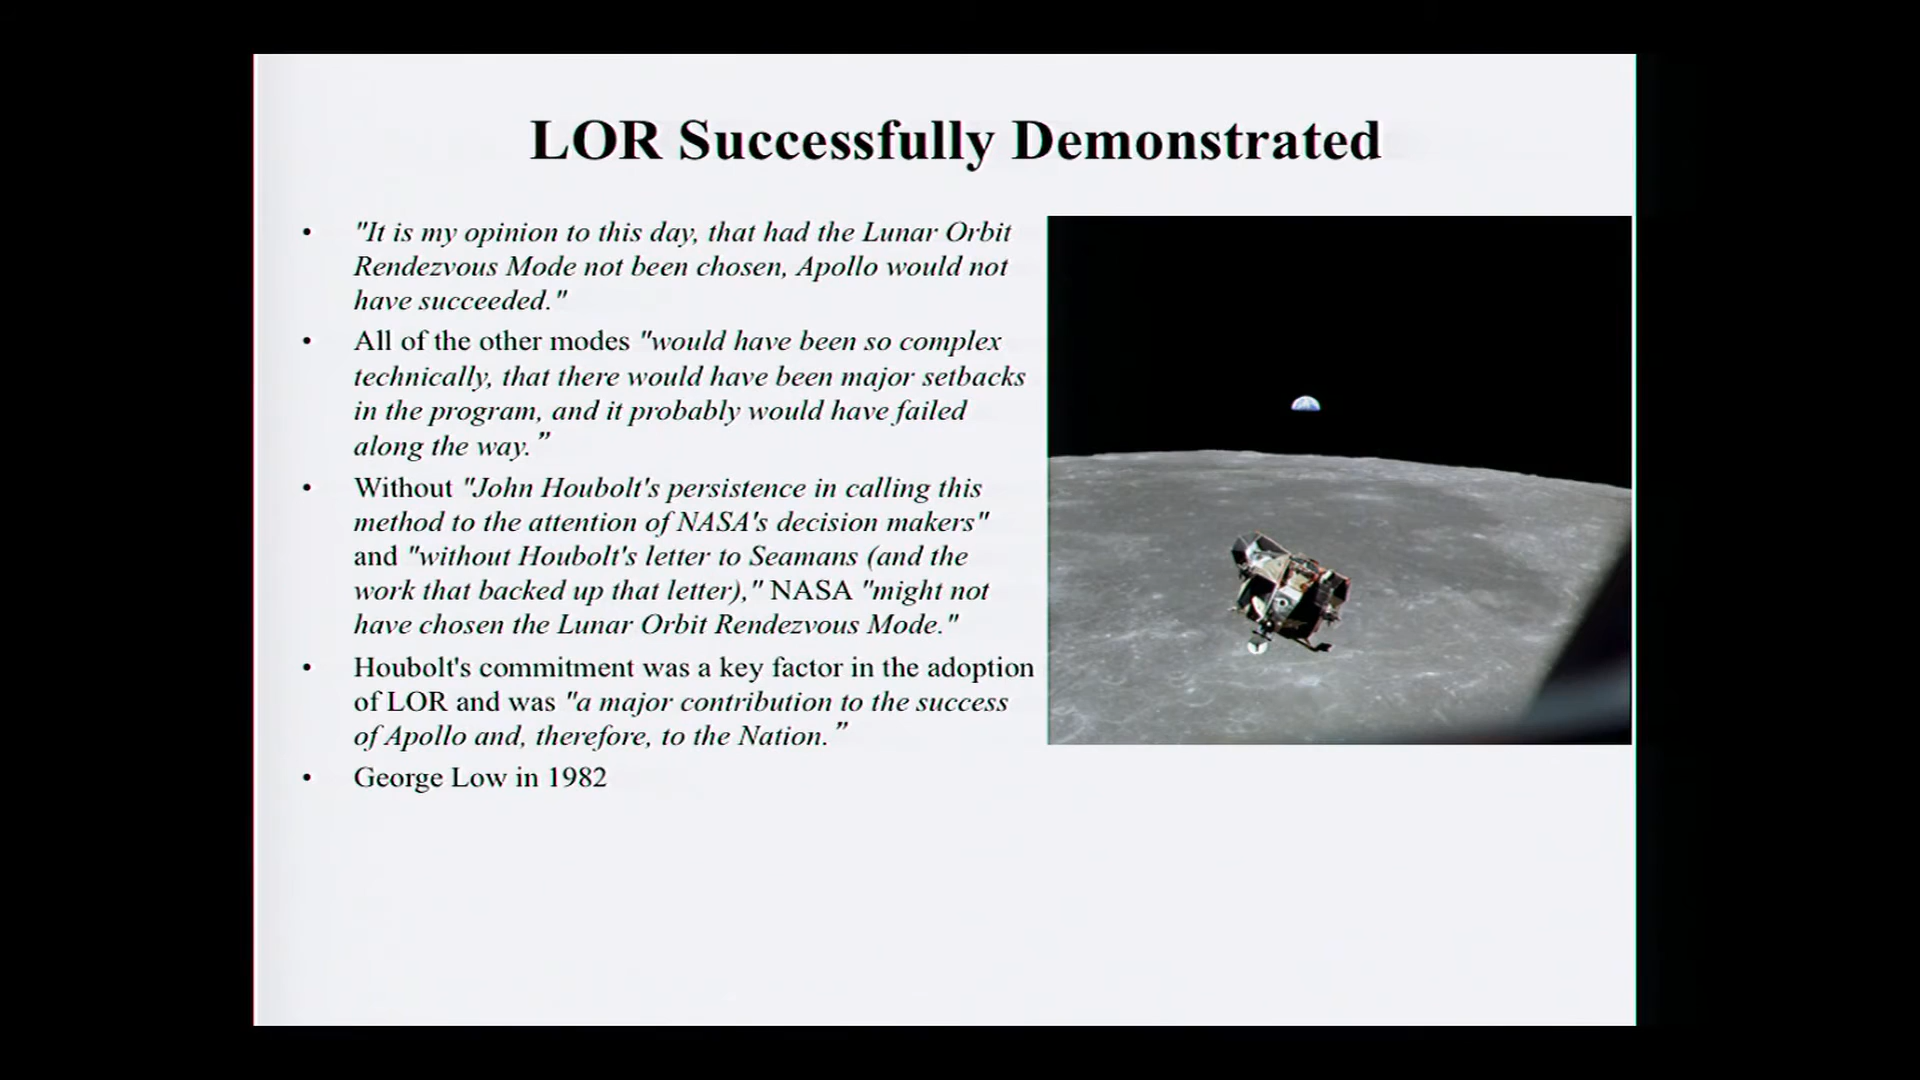 LOR Successfully Demonstrated
• "It is my opinion to this day, that had the Lunar Orbit
Rendezvous Mode not been chosen, Apollo would not
have succeeded."
• All of the other modes "would have been so complex
technically, that there would have been major setbacks
in the program, and it probably would have failed
along the way.”
• Without "John Houbolt's persistence in calling this
method to the attention of NASA's decision makers"
and "without Houbolt's letter to Seamans (and the
work that backed up that letter)," NASA "might not
have chosen the Lunar Orbit Rendezvous Mode."
• Houbolt's commitment was a key factor in the adoption
of LOR and was "a major contribution to the success
of Apollo and, therefore, to the Nation.”
• George Low in 1982